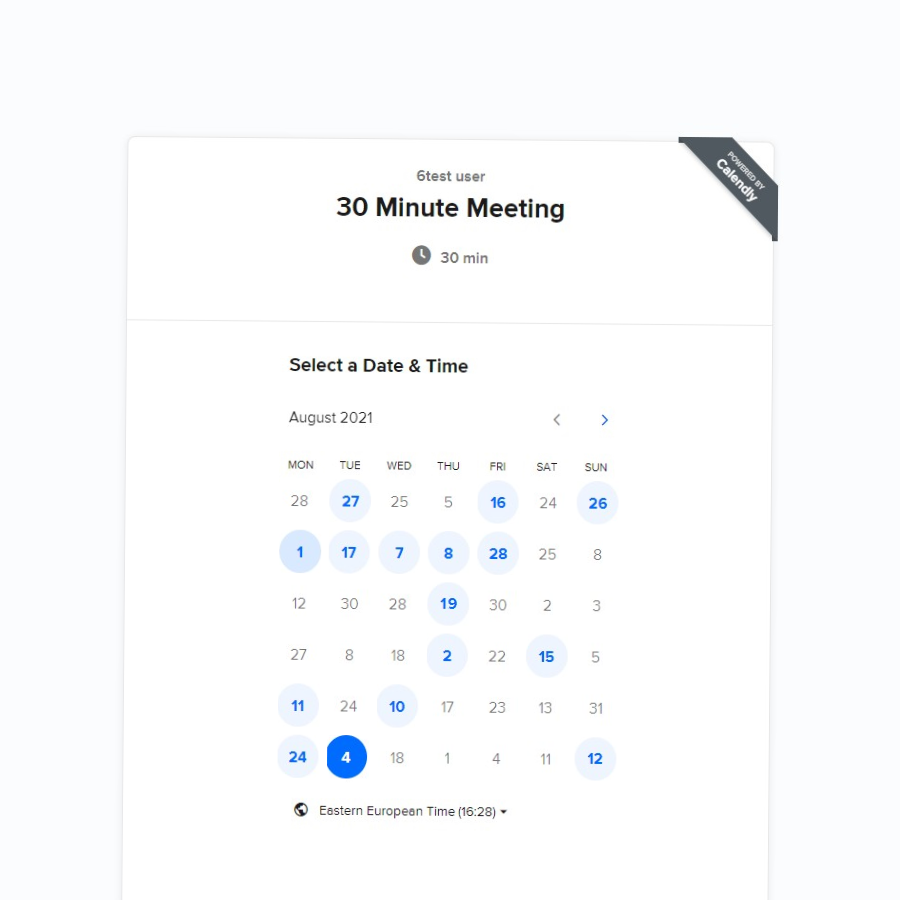 POWERED BY
Calendly
6test user
30 Minute Meeting
30 min
Select a Date & Time
August 2021
MON TUE WED THU FRI SAT SUN
28 27 25 5 16 24 26
1 17 7 8 28 25 8
12 30 28 19 30 2 3
27 8 18 2 22 15 5
11 24 10 17 23 13 31
24 4 18 1 4 11 12
Eastern European Time (16:28)